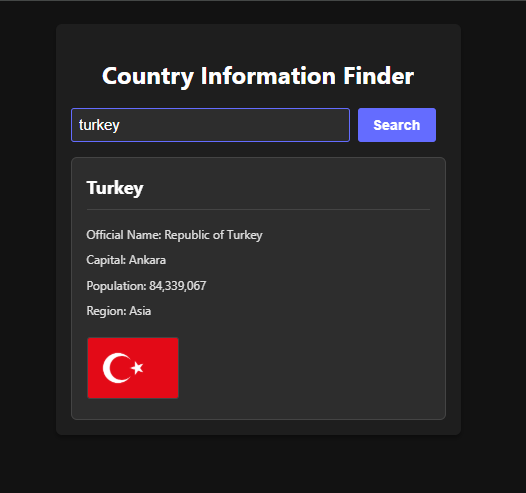 Country Information Finder
turkey
Search
Turkey
Official Name: Republic of Turkey
Capital: Ankara
Population: 84,339,067
Region: Asia